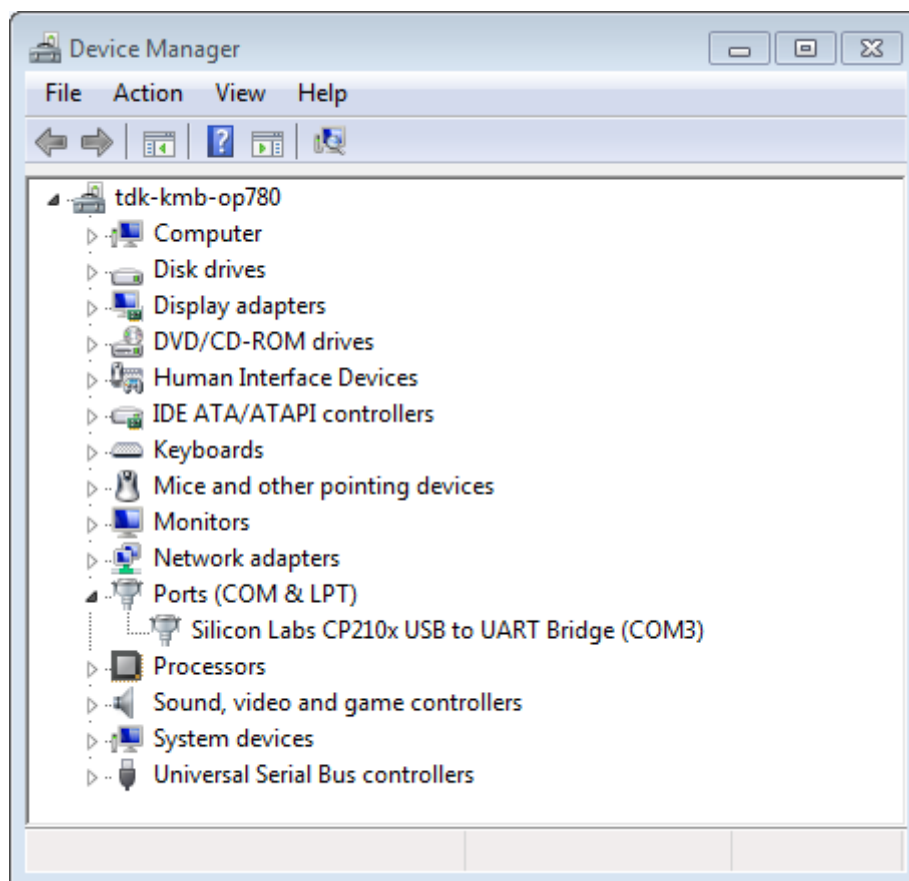 Device Manager
File Action View Help
?
tdk-kmb-op780
Computer
Disk drives
Display adapters
DVD/CD-ROM drives
Human Interface Devices
IDE ATA/ATAPI controllers
Keyboards
Mice and other pointing devices
Monitors
Network adapters
Ports (COM & LPT)
Silicon Labs CP210x USB to UART Bridge (COM3)
Processors
Sound, video and game controllers
System devices
Universal Serial Bus controllers